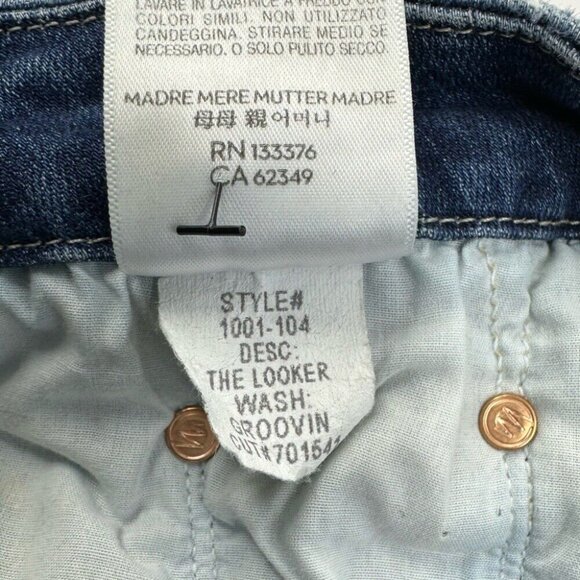 LAVARE IN LAVATRICE A FREDDO CON
COLORI SIMILI. NON UTILIZZATO
CANDEGGINA. STIRARE MEDIO SE
NECESSARIO. O SOLO PULITO SECCO.
MADRE MERE MUTTER MADRE
母母 親 어머니
RN 133376
CA 62349
STYLE#
1001-104
DESC:
THE LOOKER
WASH:
GROOVIN
CUT#701541